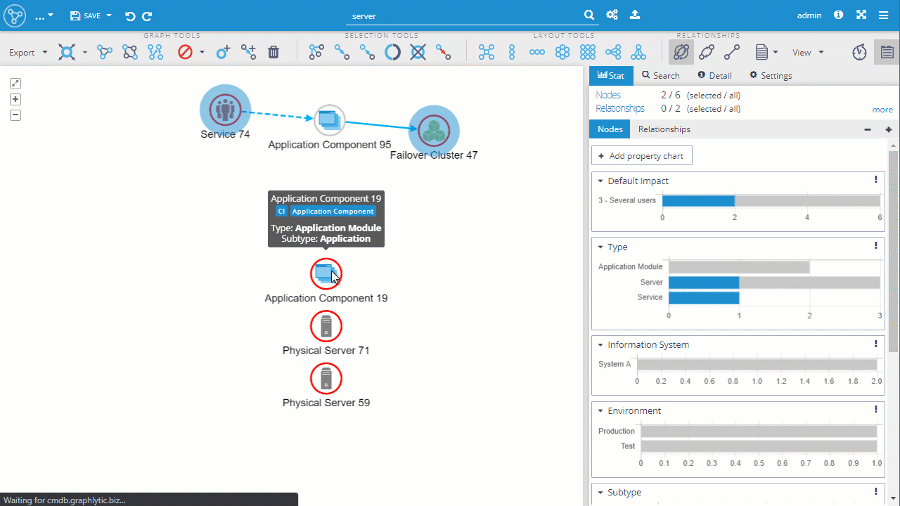 ...
SAVE
server
admin
GRAPH TOOLS
SELECTION TOOLS
LAYOUT TOOLS
RELATIONSHIPS
Export
View
Service 74
Application Component 95
Failover Cluster 47
Application Component 19
CI Application Component
Type: Application Module
Subtype: Application
Application Component 19
Physical Server 71
Physical Server 59
Waiting for cmdb.graphlytic.biz...
Stat Search Detail Settings
Nodes 2 / 6 (selected / all)
Relationships 0 / 2 (selected / all)
more
Nodes Relationships
+ Add property chart
Default Impact
3 - Several users
0 2 4 6
Type
Application Module
Server
Service
0 1 2 3
Information System
System A
0 0.2 0.4 0.6 0.8 1.0 1.2 1.4 1.6 1.8 2.0
Environment
Production
Test
0 0.1 0.2 0.3 0.4 0.5 0.6 0.7 0.8 0.9 1.0
Subtype